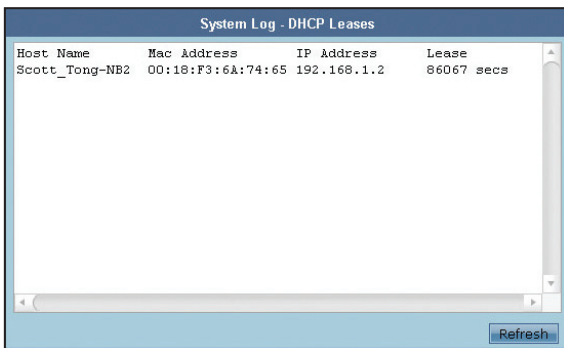 System Log - DHCP Leases
Host Name Mac Address IP Address Lease
Scott_Tong-NB2 00:18:F3:6A:74:65 192.168.1.2 86067 secs
Refresh